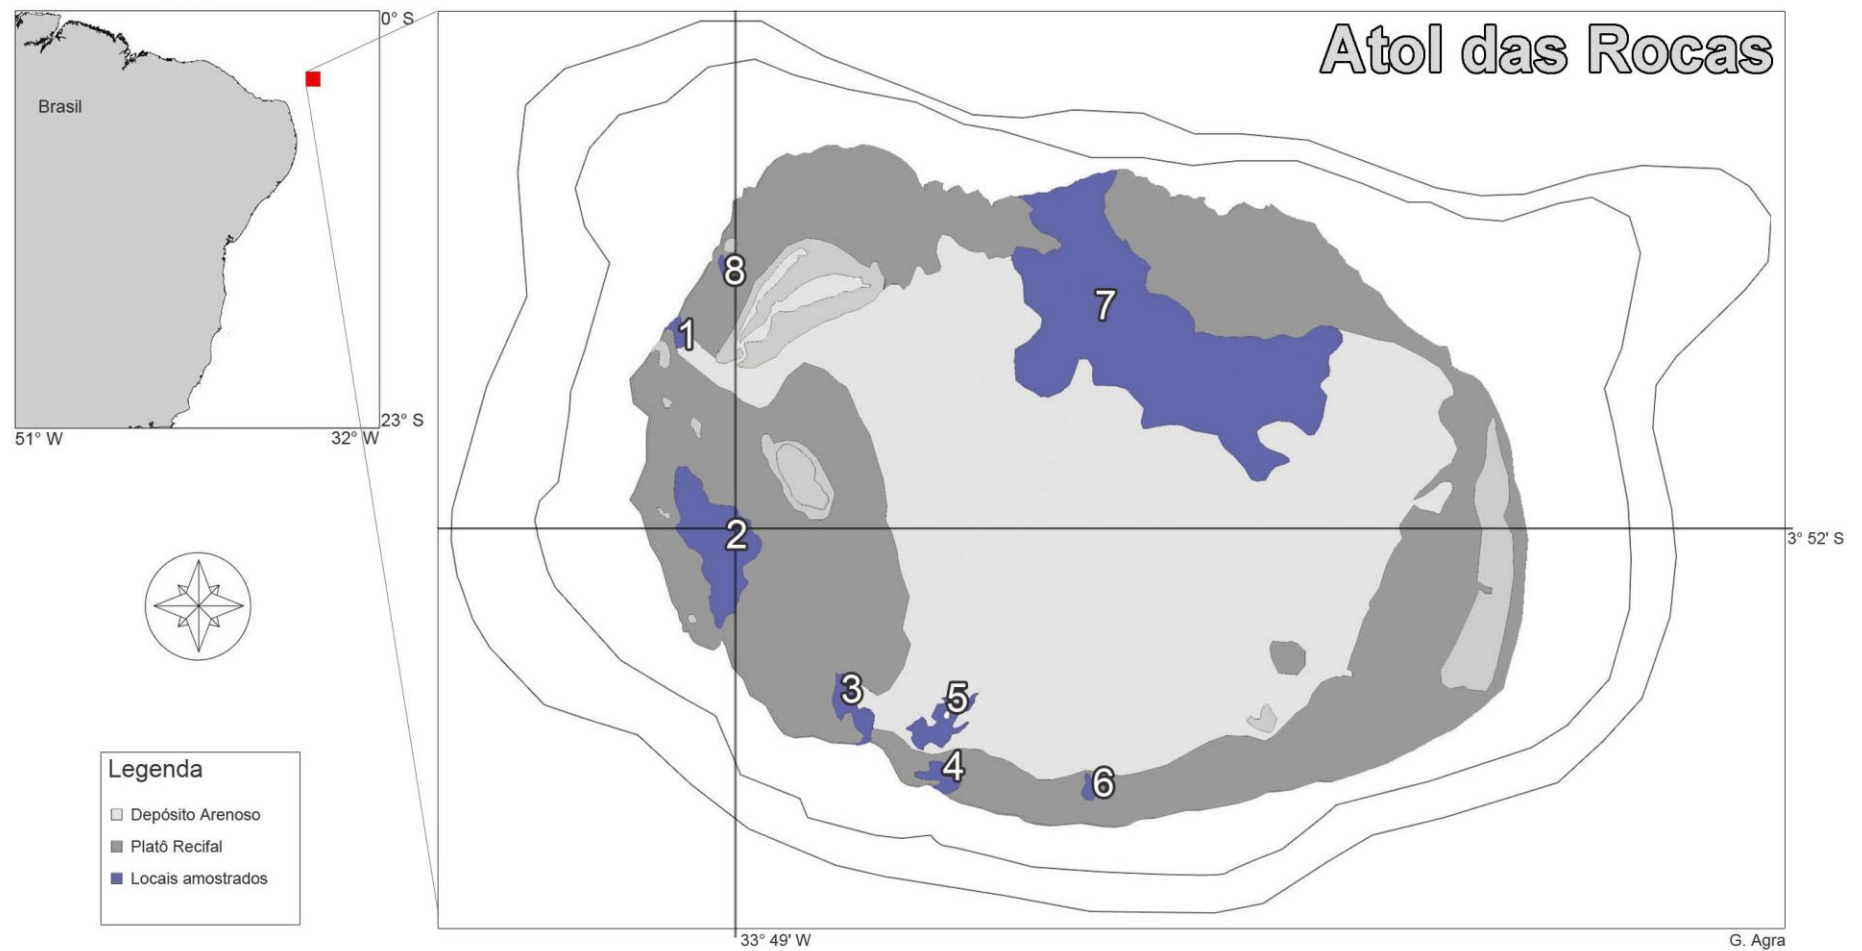 Atol das Rocas
0° S
Brasil
23° S
51° W
32° W
8
1
7
2
3° 52' S
3
5
4
6
Legenda
Depósito Arenoso
Platô Recifal
Locais amostrados
33° 49' W
G. Agra